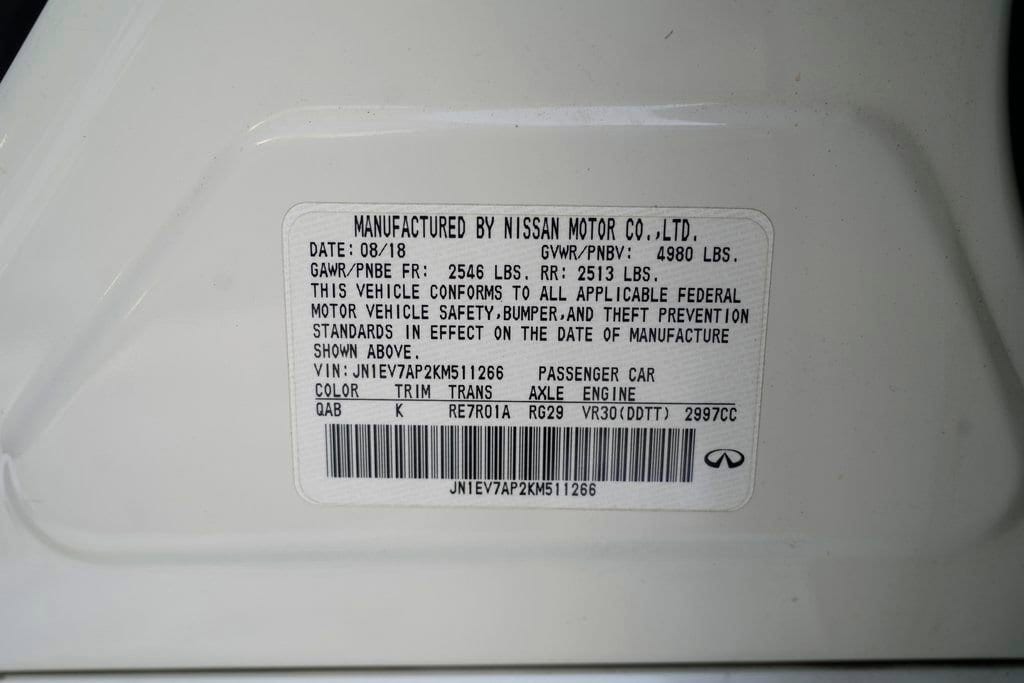 MANUFACTURED BY NISSAN MOTOR CO.,LTD.
DATE: 08/18 GVWR/PNBV: 4980 LBS.
GAWR/PNBE FR: 2546 LBS. RR: 2513 LBS.
THIS VEHICLE CONFORMS TO ALL APPLICABLE FEDERAL
MOTOR VEHICLE SAFETY,BUMPER,AND THEFT PREVENTION
STANDARDS IN EFFECT ON THE DATE OF MANUFACTURE
SHOWN ABOVE.
VIN:JN1EV7AP2KM511266 PASSENGER CAR
COLOR TRIM TRANS AXLE ENGINE
QAB K RE7R01A RG29 VR30(DDTT) 2997CC
JN1EV7AP2KM511266